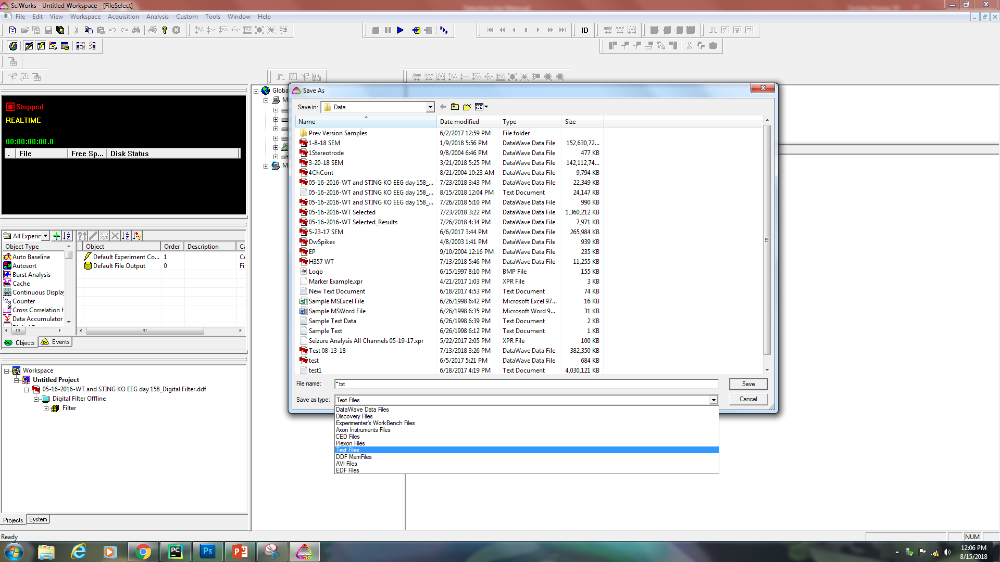 SciWorks - Untitled Workspace - [FileSelect]
File Edit View Workspace Acquisition Analysis Custom Tools Window Help
ID
Stopped
REALTIME
00:00:00:00.0
. File Free Sp... Disk Status
All Experir
Object Type
Auto Baseline
Autosort
Burst Analysis
Cache
Continuous Display
Counter
Cross Correlation H
Data Accumulator
Object Order Description Ca
Default Experiment Co... 1 Co
Default File Output 0 Fi
Objects Events
Workspace
Untitled Project
05-16-2016-WT and STING KO EEG day 158_Digital Filter.ddf
Digital Filter Offline
Filter
Projects System
Ready
Globa
M
M
Save As
Save in: Data
Name Date modified Type Size
Prev Version Samples 6/2/2017 12:59 PM File folder
1-8-18 SEM 1/9/2018 5:56 PM DataWave Data File 152,630,72...
1Stereotrode 9/8/2004 6:46 PM DataWave Data File 477 KB
3-20-18 SEM 3/21/2018 5:25 PM DataWave Data File 142,112,74...
4ChCont 8/21/2004 10:23 AM DataWave Data File 9,794 KB
05-16-2016-WT and STING KO EEG day 158_... 7/23/2018 3:43 PM DataWave Data File 22,349 KB
05-16-2016-WT and STING KO EEG day 158_... 8/15/2018 12:04 PM Text Document 24,147 KB
05-16-2016-WT and STING KO EEG day 158_... 7/26/2018 5:10 PM DataWave Data File 990 KB
05-16-2016-WT Selected 7/23/2018 3:22 PM DataWave Data File 1,360,212 KB
05-16-2016-WT Selected_Results 7/26/2018 4:34 PM DataWave Data File 7,971 KB
5-23-17 SEM 6/6/2017 3:44 PM DataWave Data File 265,984 KB
DwSpikes 4/8/2003 1:41 PM DataWave Data File 939 KB
EP 9/10/2004 12:16 PM DataWave Data File 235 KB
H357 WT 7/13/2018 5:46 PM DataWave Data File 11,255 KB
Logo 6/15/1997 8:10 PM BMP File 155 KB
Marker Example.xpr 4/21/2017 1:03 PM XPR File 3 KB
New Text Document 6/18/2017 4:53 PM Text Document 74 KB
Sample MSExcel File 6/26/1998 6:42 PM Microsoft Excel 97... 16 KB
Sample MSWord File 6/26/1998 6:35 PM Microsoft Word 9... 31 KB
Sample Text Data 6/26/1998 6:39 PM Text Document 2 KB
Sample Text 6/26/1998 6:12 PM Text Document 1 KB
Seizure Analysis All Channels 05-19-17.xpr 5/22/2017 2:05 PM XPR File 100 KB
Test 08-13-18 7/13/2018 3:26 PM DataWave Data File 382,350 KB
test 6/5/2017 5:21 PM DataWave Data File 684 KB
test1 6/18/2017 4:19 PM Text Document 4,030,121 KB
File name: *.txt Save
Save as type: Text Files Cancel
DataWave Data Files
Discovery Files
Experimenter's WorkBench Files
Axon Instruments Files
CED Files
Plexon Files
Text Files
DDF MemFiles
AVI Files
EDF Files
NUM
PC Ps P
12:06 PM
8/15/2018